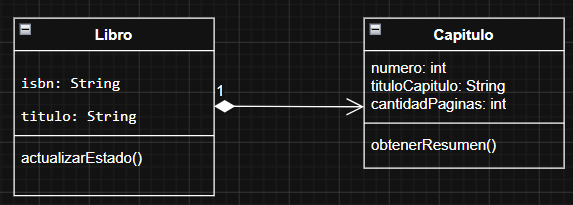 Libro
isbn: String
titulo: String
actualizarEstado()
1
Capitulo
numero: int
tituloCapitulo: String
cantidadPaginas: int
obtenerResumen()